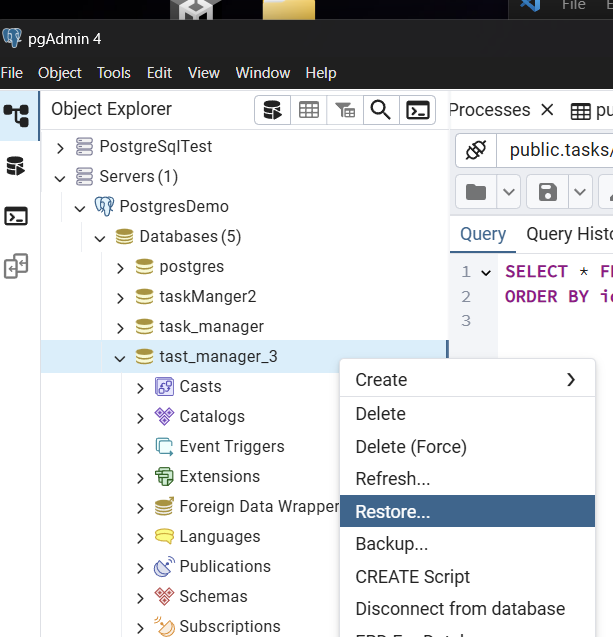 File
pgAdmin 4
File Object Tools Edit View Window Help
Object Explorer
Processes
PostgreSqlTest
public.tasks/
Servers (1)
PostgresDemo
Databases (5)
Query
Query Histo
postgres
1 SELECT * F
taskManger2
2 ORDER BY i
task_manager
3
tast_manager_3
Create
Casts
Delete
Catalogs
Delete (Force)
Event Triggers
Refresh...
Extensions
Restore...
Foreign Data Wrapper
Backup...
Languages
CREATE Script
Publications
Disconnect from database
Schemas
Subscriptions